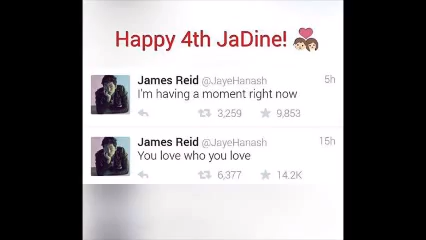 Happy 4th JaDine! 💑
James Reid @JayeHanash 5h
I'm having a moment right now
3,259 9,853
James Reid @JayeHanash 15h
You love who you love
6,377 14.2K